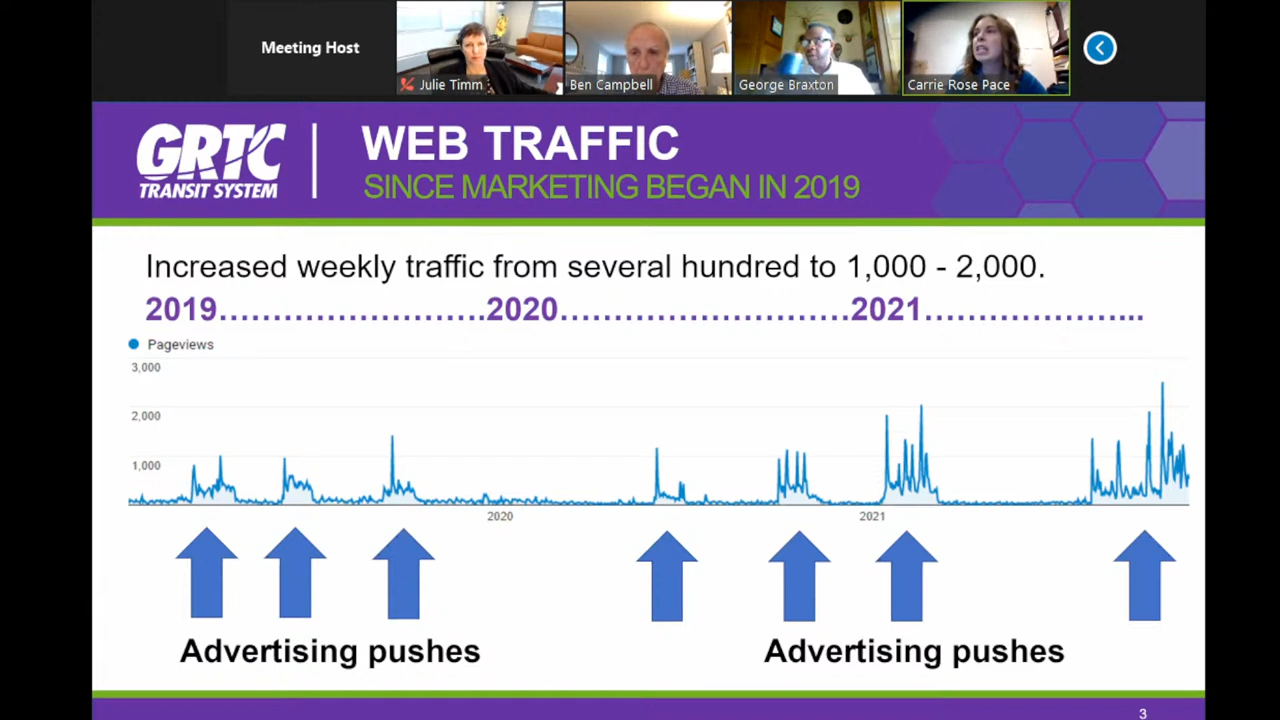 Meeting Host
Julie Timm
Ben Campbell
George Braxton
Carrie Rose Pace
GRTC
TRANSIT SYSTEM
WEB TRAFFIC
SINCE MARKETING BEGAN IN 2019
Increased weekly traffic from several hundred to 1,000 - 2,000.
2019.........................2020...........................2021.....................
Pageviews
3,000
2,000
1,000
2020
2021
Advertising pushes
Advertising pushes
3